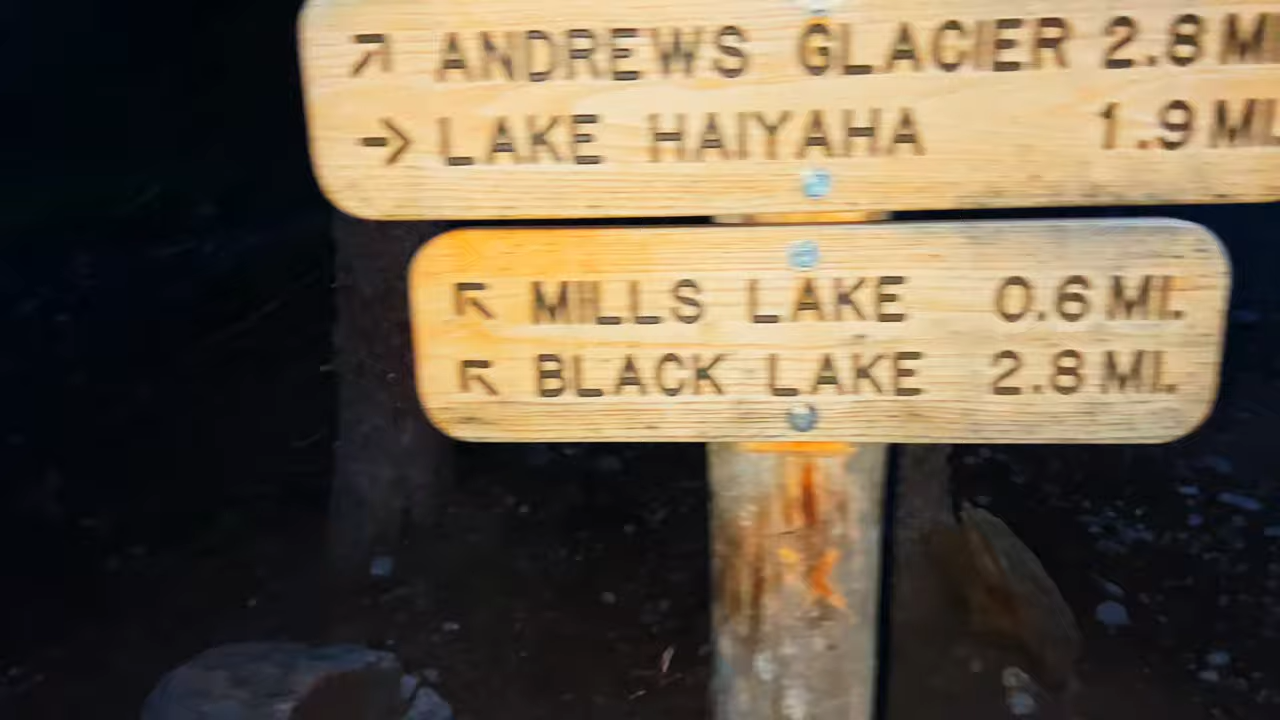 ↗ ANDREWS GLACIER 2.8 MI.
→ LAKE HAIYAHA 1.9 MI.
↖ MILLS LAKE 0.6 MI.
↖ BLACK LAKE 2.8 MI.